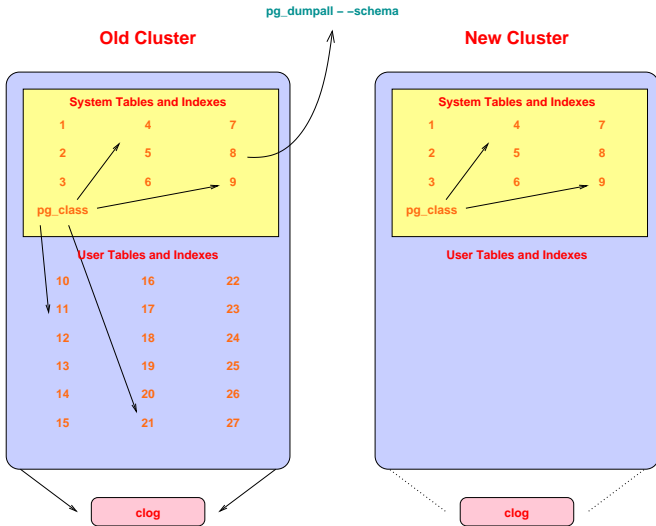 pg_dumpall – –schema
Old Cluster
New Cluster
System Tables and Indexes
1 4 7
2 5 8
3 6 9
pg_class
User Tables and Indexes
10 16 22
11 17 23
12 18 24
13 19 25
14 20 26
15 21 27
clog
System Tables and Indexes
1 4 7
2 5 8
3 6 9
pg_class
User Tables and Indexes
clog